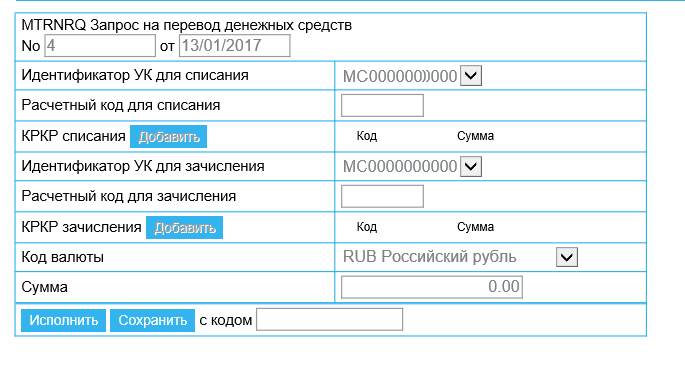 MTRNRQ Запрос на перевод денежных средств
No 4 от 13/01/2017
Идентификатор УК для списания MC0000000000
Расчетный код для списания
КРКР списания Добавить Код Сумма
Идентификатор УК для зачисления MC0000000000
Расчетный код для зачисления
КРКР зачисления Добавить Код Сумма
Код валюты RUB Российский рубль
Сумма 0.00
Исполнить Сохранить с кодом